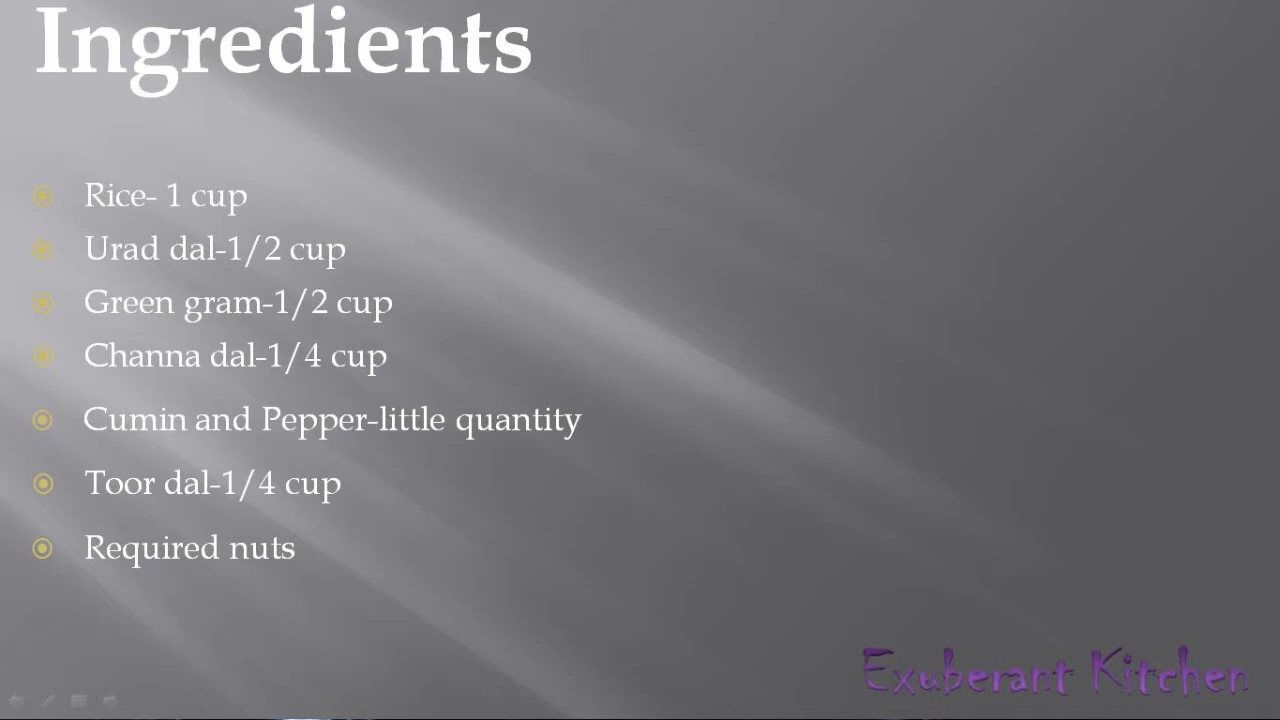 Ingredients
Rice- 1 cup
Urad dal-1/2 cup
Green gram-1/2 cup
Channa dal-1/4 cup
Cumin and Pepper-little quantity
Toor dal-1/4 cup
Required nuts
Exuberant Kitchen